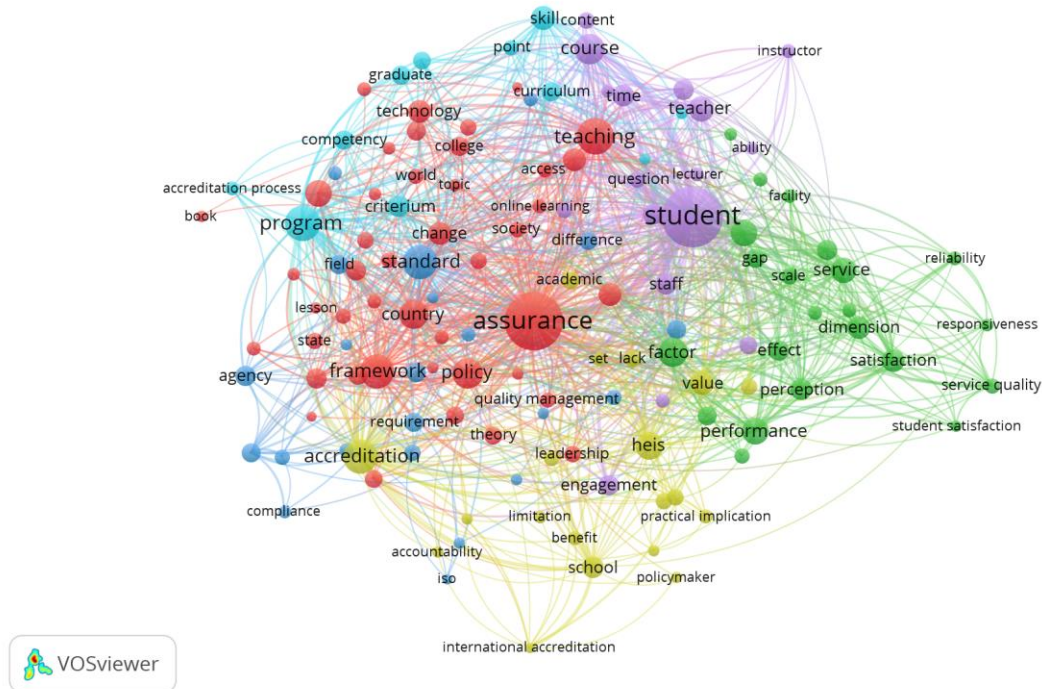 skill
content
course
instructor
point
graduate
curriculum
time
teacher
technology
teaching
competency
college
ability
access
lecturer
world
topic
question
accreditation process
facility
book
program
criterium
online learning
student
society
change
difference
field
standard
gap
service
reliability
academic
staff
scale
lesson
country
assurance
dimension
responsiveness
state
set
lack
factor
effect
satisfaction
agency
framework
policy
value
perception
service quality
quality management
requirement
theory
performance
student satisfaction
accreditation
leadership
heis
engagement
compliance
limitation
practical implication
accountability
benefit
iso
school
policymaker
international accreditation
VOSviewer